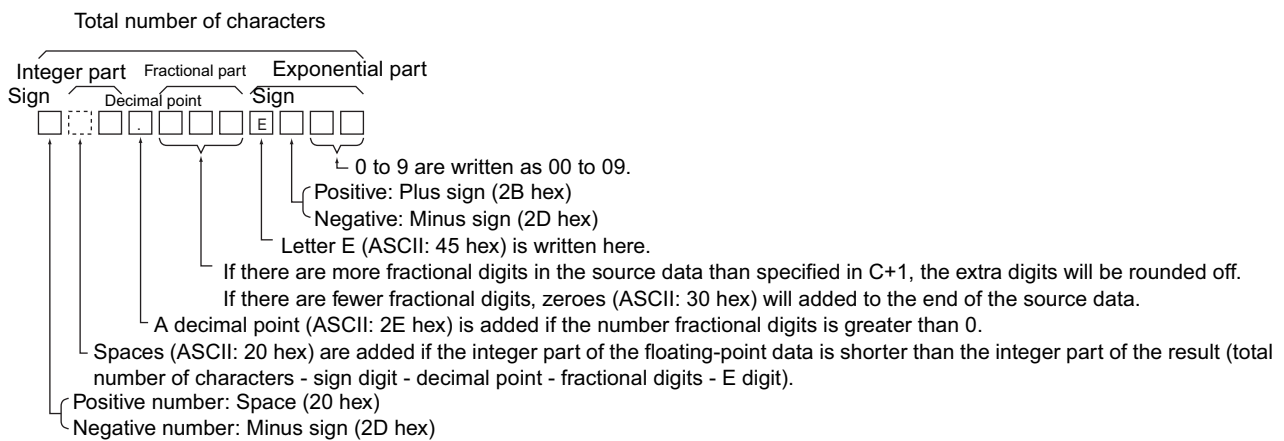 Total number of characters
Integer part Fractional part Exponential part
Sign Decimal point Sign
. E
0 to 9 are written as 00 to 09.
Positive: Plus sign (2B hex)
Negative: Minus sign (2D hex)
Letter E (ASCII: 45 hex) is written here.
If there are more fractional digits in the source data than specified in C+1, the extra digits will be rounded off.
If there are fewer fractional digits, zeroes (ASCII: 30 hex) will added to the end of the source data.
A decimal point (ASCII: 2E hex) is added if the number fractional digits is greater than 0.
Spaces (ASCII: 20 hex) are added if the integer part of the floating-point data is shorter than the integer part of the result (total
number of characters - sign digit - decimal point - fractional digits - E digit).
Positive number: Space (20 hex)
Negative number: Minus sign (2D hex)